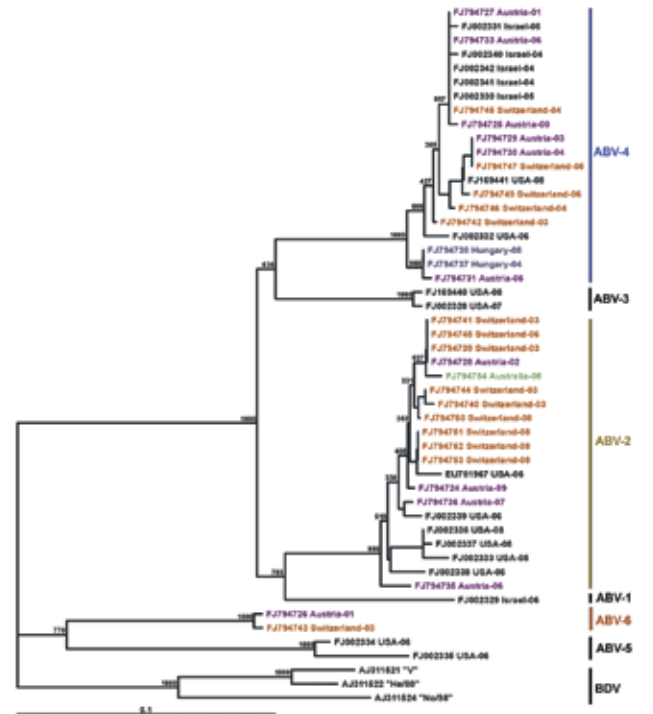 FJ794727 Austria-01
FJ002331 Israel-06
FJ794733 Austria-06
FJ002340 Israel-04
FJ002342 Israel-04
FJ002341 Israel-04
FJ002330 Israel-05
FJ794745 Switzerland-04
FJ794725 Austria-00
FJ794729 Austria-03
FJ794730 Austria-04
FJ794747 Switzerland-06
FJ169441 USA-08
FJ794749 Switzerland-06
FJ794746 Switzerland-04
FJ794742 Switzerland-03
FJ002332 USA-06
FJ794738 Hungary-06
FJ794737 Hungary-04
FJ794731 Austria-06
ABV-4
FJ169440 USA-08
FJ002328 USA-07
ABV-3
FJ794741 Switzerland-03
FJ794748 Switzerland-06
FJ794739 Switzerland-03
FJ794728 Austria-02
FJ794754 Australia-06
FJ794744 Switzerland-03
FJ794740 Switzerland-03
FJ794750 Switzerland-08
FJ794751 Switzerland-08
FJ794752 Switzerland-08
FJ794753 Switzerland-08
EU781967 USA-06
FJ794724 Austria-99
FJ794736 Austria-07
FJ002339 USA-06
FJ002336 USA-08
FJ002337 USA-08
FJ002333 USA-08
FJ002338 USA-06
FJ794735 Austria-06
ABV-2
FJ002329 Israel-06
ABV-1
FJ794726 Austria-01
FJ794743 Switzerland-03
ABV-6
FJ002334 USA-06
FJ002335 USA-06
ABV-5
AJ311521 "V"
AJ311522 "He/80"
AJ311524 "No/98"
BDV
0.1